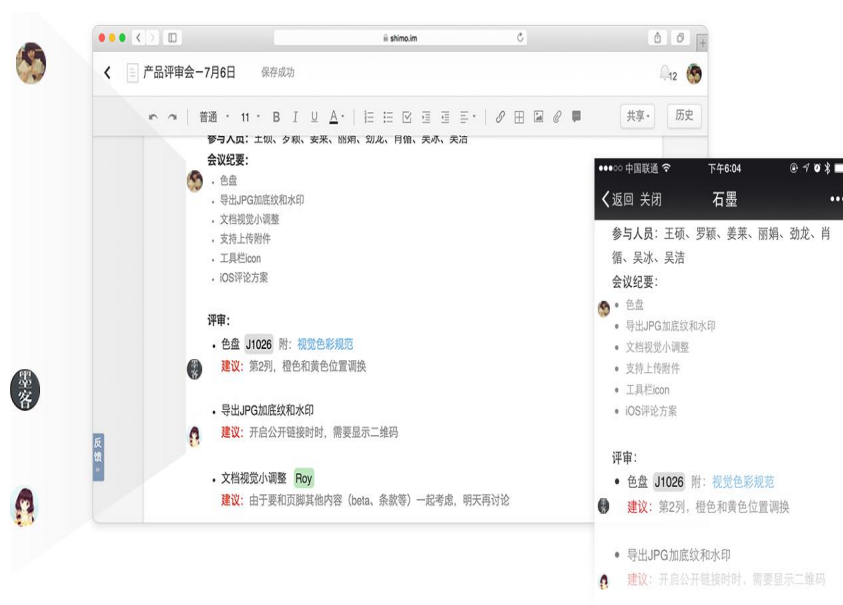 shimo.im
产品评审会－7月6日
保存成功
12
普通
11
B I U A
共享
历史
参与人员：王硕、罗颖、姜莱、丽娟、劲龙、肖循、吴冰、吴洁
会议纪要：
色盘
导出JPG加底纹和水印
文档视觉小调整
支持上传附件
工具栏icon
iOS评论方案
评审：
色盘 J1026 附：视觉色彩规范
建议：第2列，橙色和黄色位置调换
导出JPG加底纹和水印
建议：开启公开链接时时，需要显示二维码
文档视觉小调整 Roy
建议：由于要和页脚其他内容（beta、条款等）一起考虑，明天再讨论
反馈
墨客
中国联通
下午6:04
返回 关闭
石墨
参与人员：王硕、罗颖、姜莱、丽娟、劲龙、肖
循、吴冰、吴洁
会议纪要：
色盘
导出JPG加底纹和水印
文档视觉小调整
支持上传附件
工具栏icon
iOS评论方案
评审：
色盘 J1026 附：视觉色彩规范
建议：第2列，橙色和黄色位置调换
导出JPG加底纹和水印
建议：开启公开链接时时，需要显示二维码